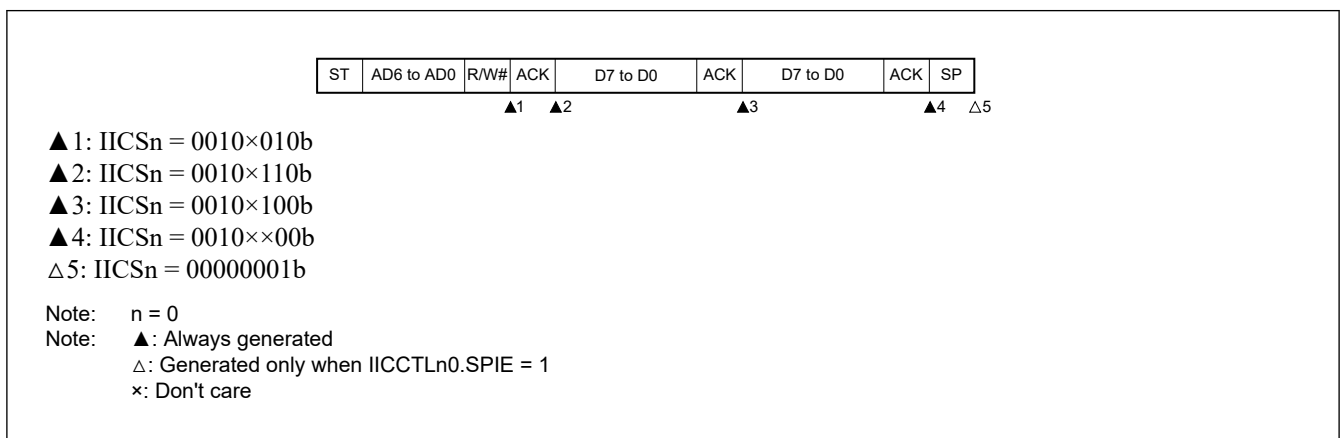 ST AD6 to AD0 R/W# ACK D7 to D0 ACK D7 to D0 ACK SP
▲1 ▲2 ▲3 ▲4 △5
▲1: IICSn = 0010×010b
▲2: IICSn = 0010×110b
▲3: IICSn = 0010×100b
▲4: IICSn = 0010××00b
△5: IICSn = 00000001b
Note: n = 0
Note: ▲: Always generated
△: Generated only when IICCTLn0.SPIE = 1
×: Don't care